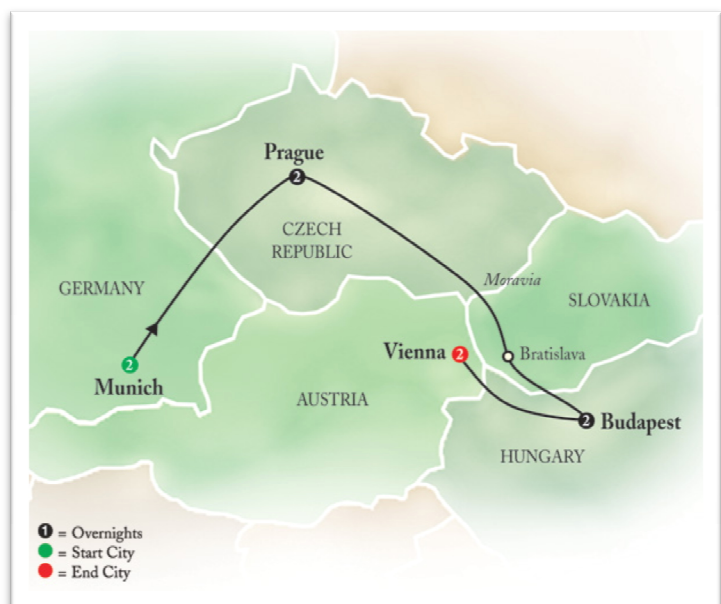 Prague
2
CZECH
REPUBLIC
Moravia
GERMANY
SLOVAKIA
2
Munich
Vienna 2
Bratislava
AUSTRIA
2 Budapest
HUNGARY
1 = Overnights
= Start City
= End City